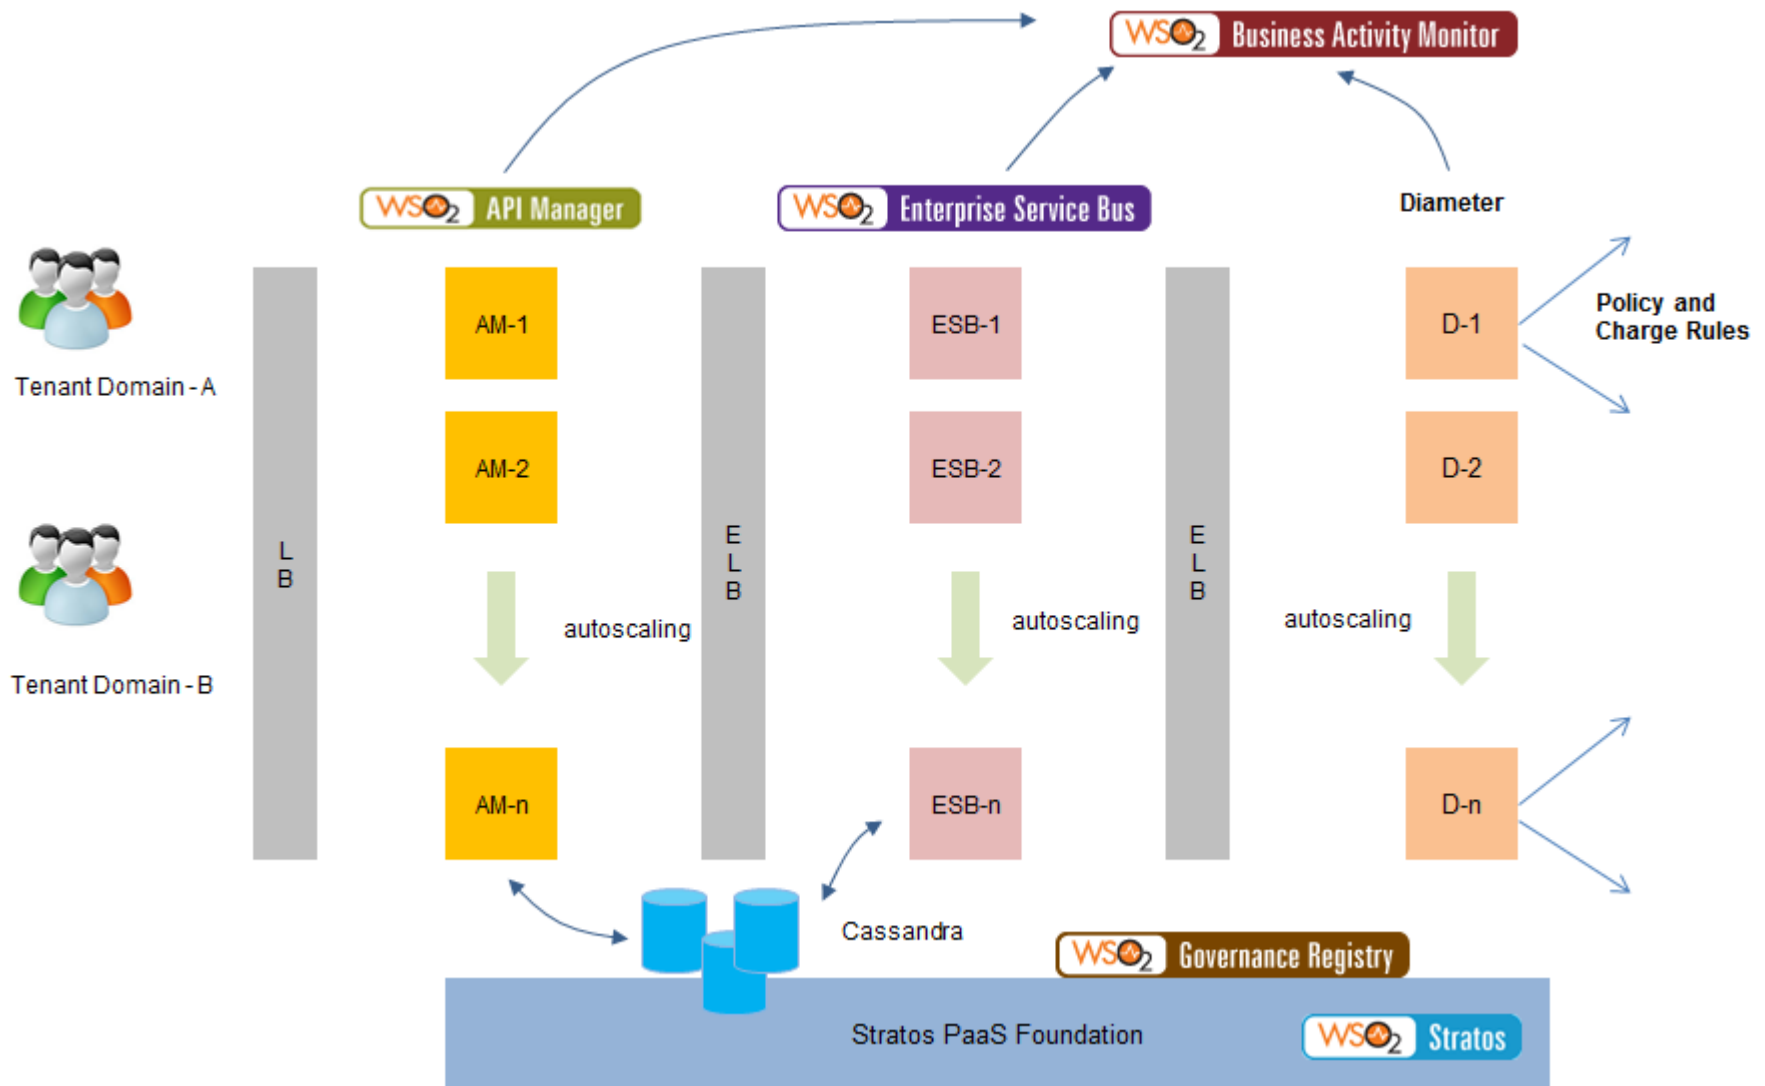 WSO2 Business Activity Monitor
WSO2 API Manager
WSO2 Enterprise Service Bus
Diameter
Tenant Domain - A
AM-1
ESB-1
D-1
Policy and
Charge Rules
AM-2
ESB-2
D-2
L
B
E
L
B
E
L
B
autoscaling
autoscaling
autoscaling
Tenant Domain - B
AM-n
ESB-n
D-n
Cassandra
WSO2 Governance Registry
Stratos PaaS Foundation
WSO2 Stratos